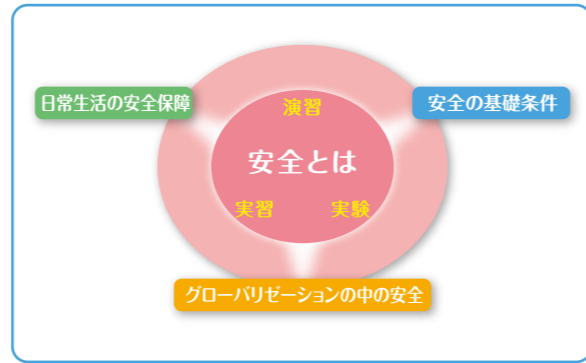 演習
日常生活の安全保障
安全の基礎条件
安全とは
実習
実験
グローバリゼーションの中の安全